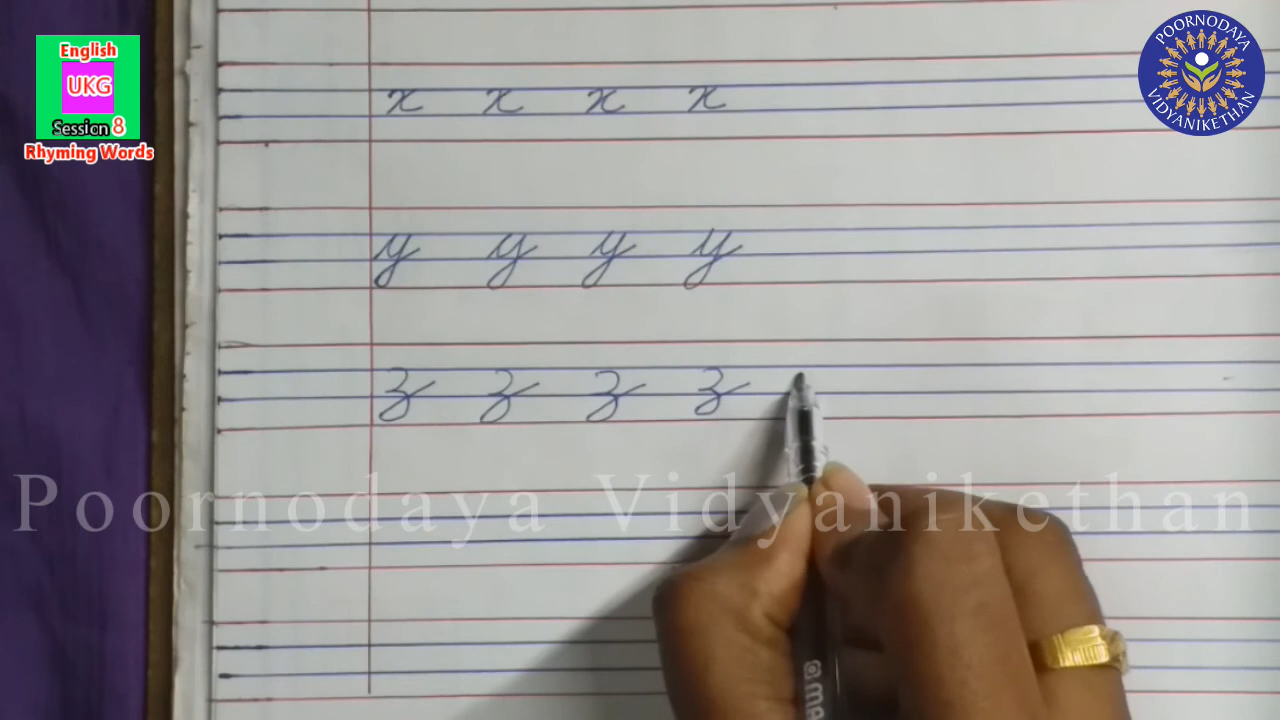 English
UKG
Session 8
Rhyming Words
POORNODAYA
VIDYANIKETHAN
x x x x
y y y y
z z z z
Poornodaya Vidyanikethan